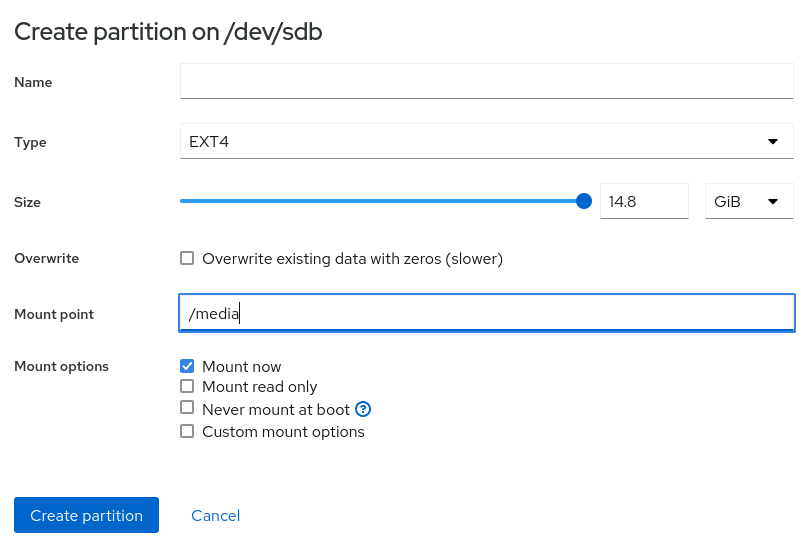 Create partition on /dev/sdb
Name
Type EXT4
Size 14.8 GiB
Overwrite Overwrite existing data with zeros (slower)
Mount point /media
Mount options Mount now
Mount read only
Never mount at boot ?
Custom mount options
Create partition Cancel